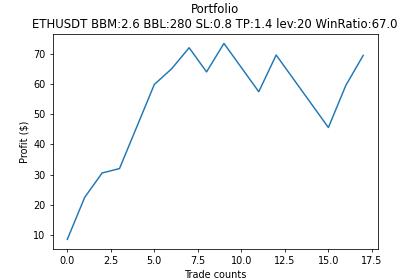 Portfolio
ETHUSDT BBM:2.6 BBL:280 SL:0.8 TP:1.4 lev:20 WinRatio:67.0
70
60
50
40
30
20
10
Profit ($)
0.0 2.5 5.0 7.5 10.0 12.5 15.0 17.5
Trade counts